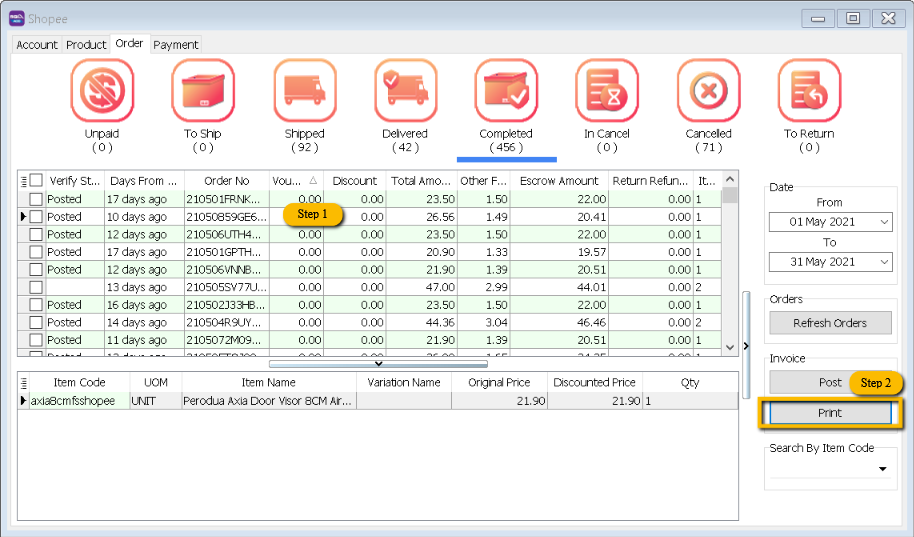 Shopee
Account Product Order Payment
Unpaid To Ship Shipped Delivered Completed In Cancel Cancelled To Return
( 0 ) ( 0 ) ( 92 ) ( 42 ) ( 456 ) ( 0 ) ( 71 ) ( 0 )
Verify St... Days From ... Order No Vou... Discount Total Amo... Other F... Escrow Amount Return Refun... It...
Posted 17 days ago 210501FRNK... 0.00 0.00 23.50 1.50 22.00 0.00 1
Posted 10 days ago 21050859GE6... 0.00 26.56 1.49 20.41 0.00 1
Step 1
Posted 12 days ago 210506UTH4... 0.00 0.00 23.50 1.50 22.00 0.00 1
Posted 17 days ago 210501GPTH... 0.00 0.00 20.90 1.33 19.57 0.00 1
Posted 12 days ago 210506VNNB... 0.00 0.00 21.90 1.39 20.51 0.00 1
13 days ago 210505SV77U... 0.00 0.00 47.00 2.99 44.01 0.00 2
Posted 16 days ago 210502J33HB... 0.00 0.00 23.50 1.50 22.00 0.00 1
Posted 14 days ago 210504R9UY... 0.00 0.00 44.36 3.04 46.46 0.00 2
Posted 11 days ago 2105072M09... 0.00 0.00 21.90 1.39 20.51 0.00 1
Item Code UOM Item Name Variation Name Original Price Discounted Price Qty
axia8cmfsshopee UNIT Perodua Axia Door Visor 8CM Air... 21.90 21.90 1
Date
From
01 May 2021
To
31 May 2021
Orders
Refresh Orders
Invoice
Post Step 2
Print
Search By Item Code